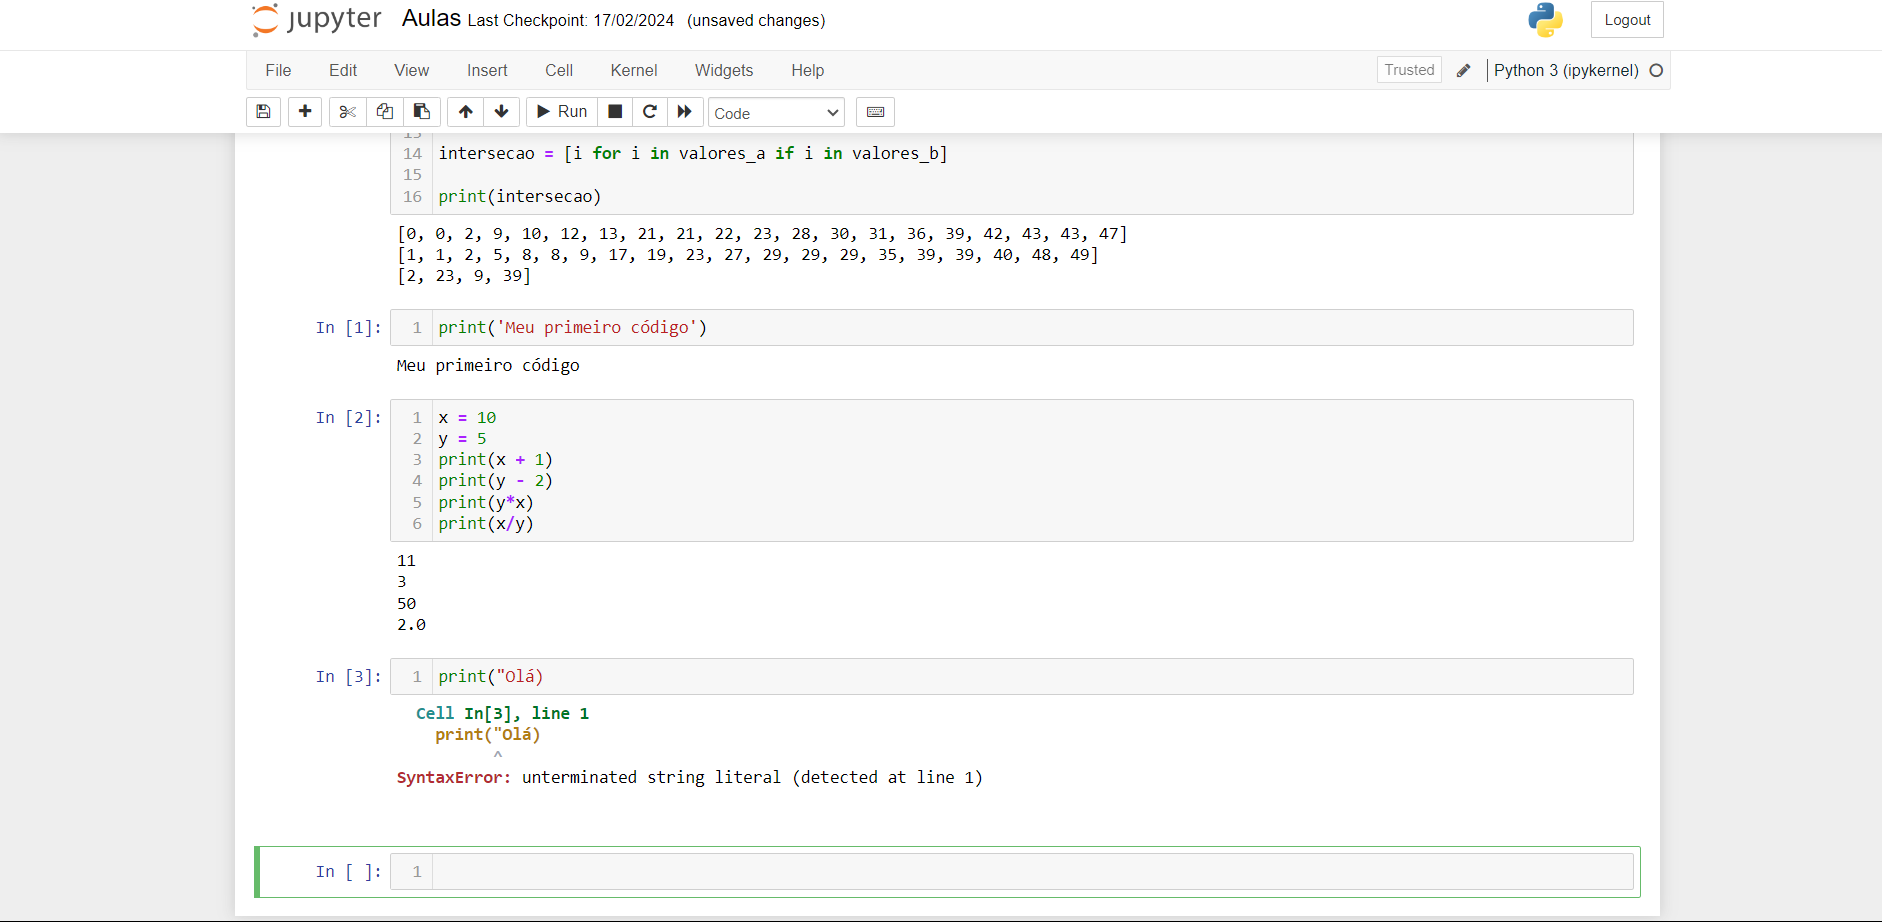 jupyter Aulas Last Checkpoint: 17/02/2024 (unsaved changes) Logout
File Edit View Insert Cell Kernel Widgets Help Trusted Python 3 (ipykernel)
Run Code
14 intersecao = [i for i in valores_a if i in valores_b]
15
16 print(intersecao)
[0, 0, 2, 9, 10, 12, 13, 21, 21, 22, 23, 28, 30, 31, 36, 39, 42, 43, 43, 47]
[1, 1, 2, 5, 8, 8, 9, 17, 19, 23, 27, 29, 29, 29, 35, 39, 39, 40, 48, 49]
[2, 23, 9, 39]
In [1]: 1 print('Meu primeiro código')
Meu primeiro código
In [2]: 1 x = 10
2 y = 5
3 print(x + 1)
4 print(y - 2)
5 print(y*x)
6 print(x/y)
11
3
50
2.0
In [3]: 1 print("Olá)
Cell In[3], line 1
print("Olá)
^
SyntaxError: unterminated string literal (detected at line 1)
In [ ]: 1